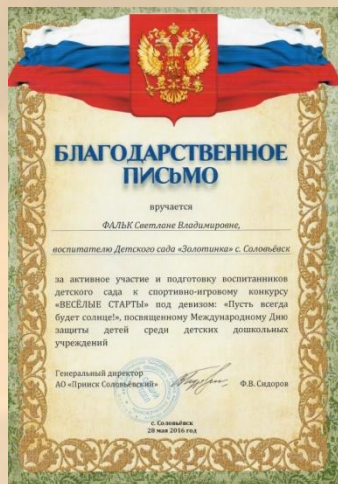 БЛАГОДАРСТВЕННОЕ
ПИСЬМО
вручается
ФАЛЬК Светлане Владимировне,
воспитателю Детского сада «Золотинка» с. Соловьёвск
за активное участие и подготовку воспитанников
детского сада к спортивно-игровому конкурсу
«ВЕСЁЛЫЕ СТАРТЫ» под девизом: «Пусть всегда
будет солнце!», посвященному Международному Дню
защиты детей среди детских дошкольных
учреждений
Генеральный директор
АО «Прииск Соловьевский» Ф.В. Сидоров
с. Соловьёвск
28 мая 2016 год